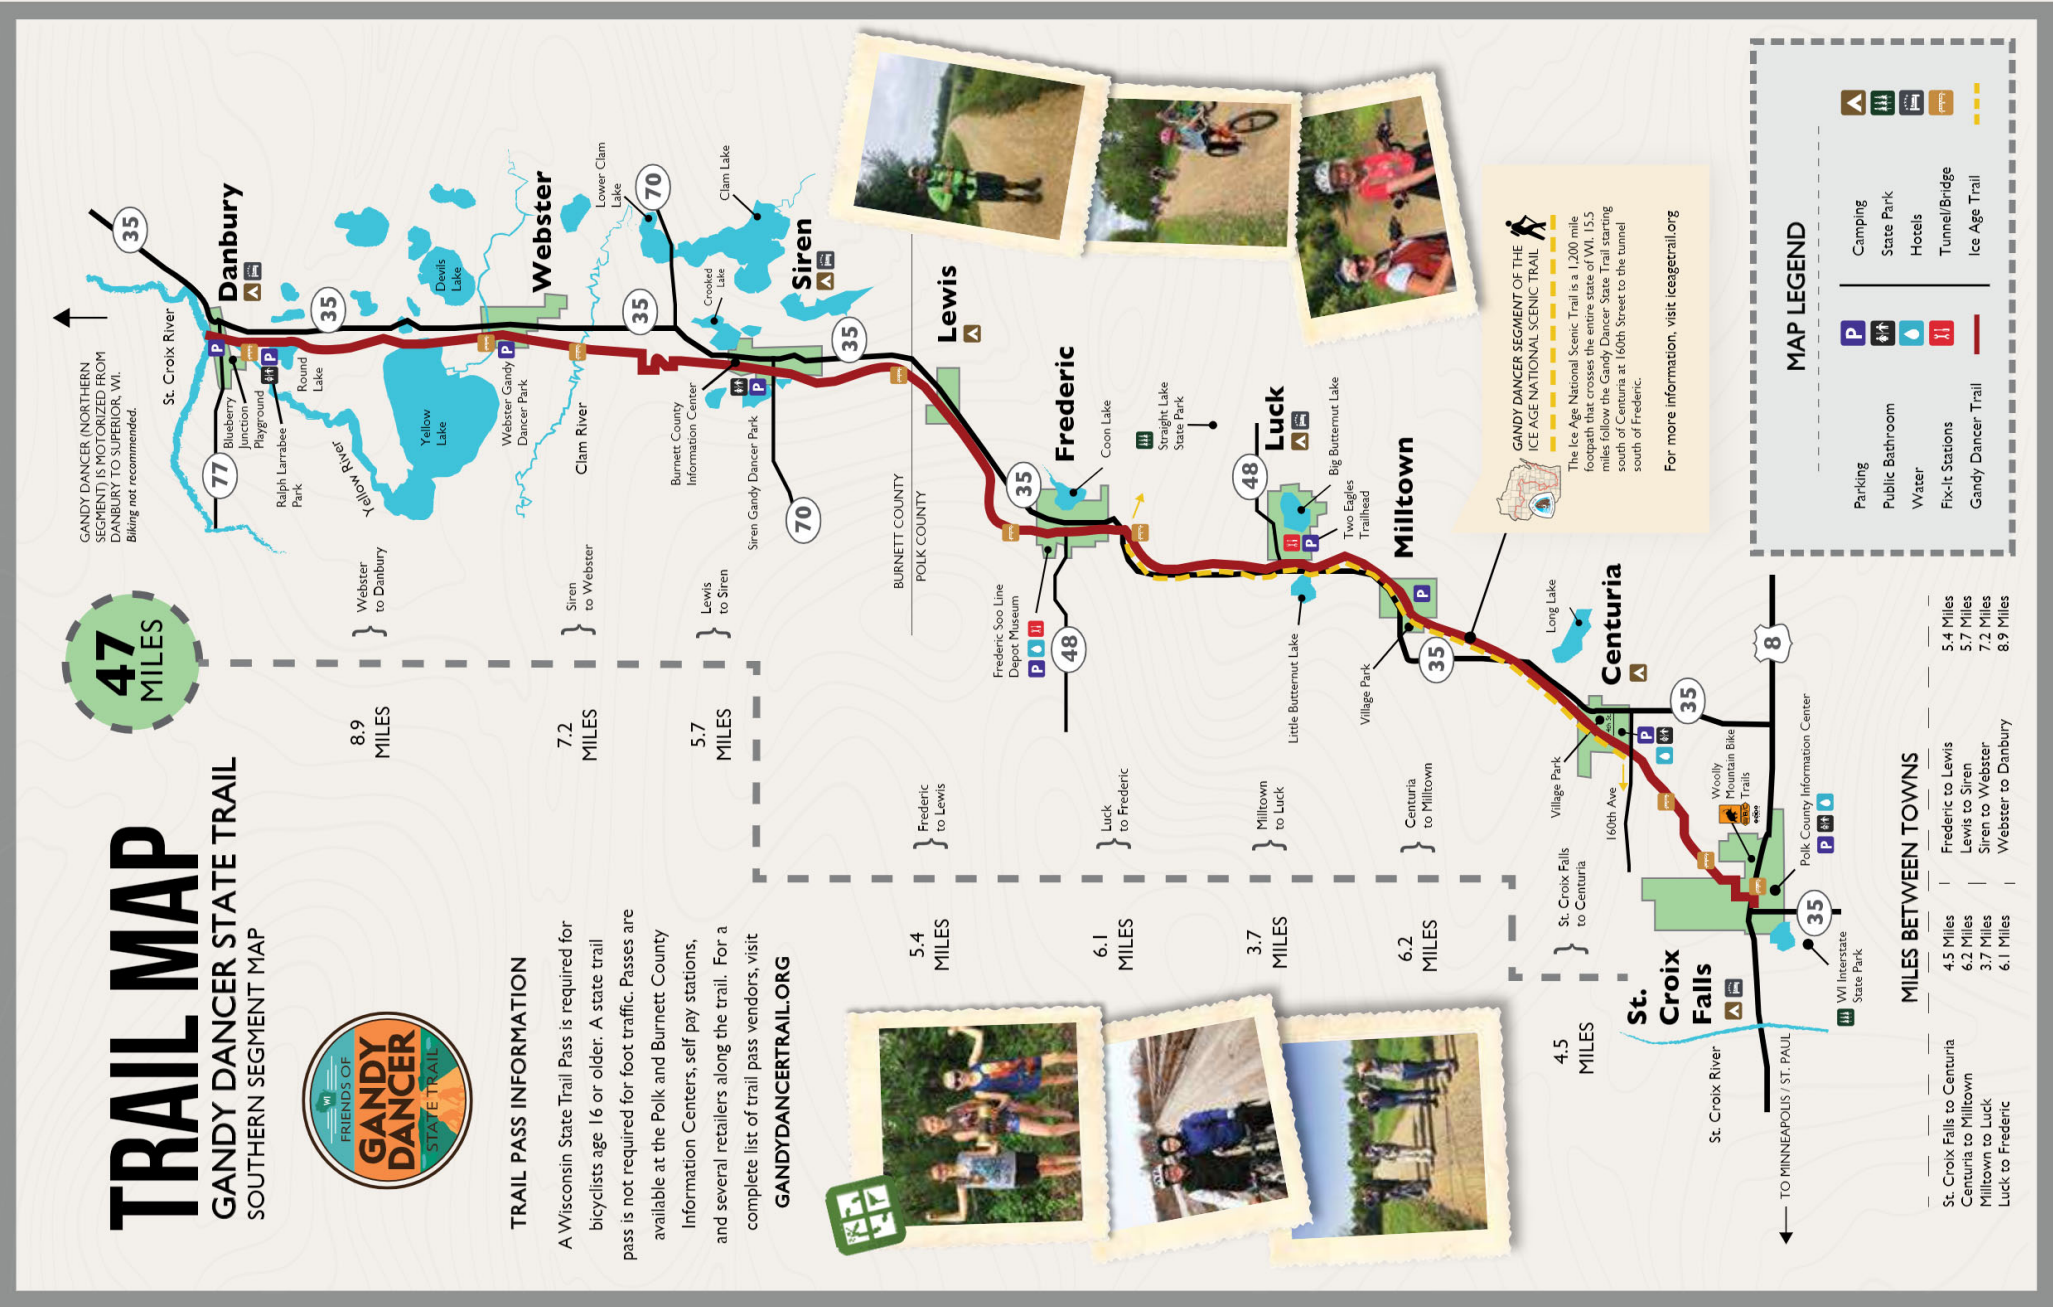 TRAIL MAP
GANDY DANCER STATE TRAIL
SOUTHERN SEGMENT MAP
47
MILES
WI
FRIENDS OF
GANDY
DANCER
STATE TRAIL
TRAIL PASS INFORMATION
A Wisconsin State Trail Pass is required for
bicyclists age 16 or older. A state trail
pass is not required for foot traffic. Passes are
available at the Polk and Burnett County
Information Centers, self pay stations,
and several retailers along the trail. For a
complete list of trail pass vendors, visit
GANDYDANCERTRAIL.ORG
8.9
MILES
Webster
to Danbury
7.2
MILES
Siren
to Webster
5.7
MILES
Lewis
to Siren
5.4
MILES
Frederic
to Lewis
6.1
MILES
Luck
to Frederic
3.7
MILES
Milltown
to Luck
6.2
MILES
Centuria
to Milltown
4.5
MILES
St. Croix Falls
to Centuria
GANDY DANCER (NORTHERN
SEGMENT) IS MOTORIZED FROM
DANBURY TO SUPERIOR, WI.
Biking not recommended.
35
St. Croix River
Danbury
77
P
Blueberry
Junction
Playground
P
Ralph Larrabee
Park
Round
Lake
35
Yellow River
Yellow
Lake
Devils
Lake
Webster
P
Webster Gandy
Dancer Park
Clam River
Lower Clam
Lake
70
35
Clam Lake
Crooked
Lake
Siren
Burnett County
Information Center
P
Siren Gandy Dancer Park
70
35
Lewis
BURNETT COUNTY
POLK COUNTY
35
Frederic
Coon Lake
Frederic Soo Line
Depot Museum
P
48
Straight Lake
State Park
48
Luck
Big Butternut Lake
P
Two Eagles
Trailhead
Little Butternut Lake
Milltown
P
Village Park
35
Long Lake
Centuria
Village Park
P
160th Ave
35
8
Woolly
Mountain Bike
Trails
Polk County Information Center
P
35
St.
Croix
Falls
WI Interstate
State Park
St. Croix River
TO MINNEAPOLIS / ST. PAUL
GANDY DANCER SEGMENT OF THE
ICE AGE NATIONAL SCENIC TRAIL
The Ice Age National Scenic Trail is a 1,200 mile
footpath that crosses the entire state of WI. 15.5
miles follow the Gandy Dancer State Trail starting
south of Centuria at 160th Street to the tunnel
south of Frederic.
For more information, visit iceagetrail.org
MILES BETWEEN TOWNS
St. Croix Falls to Centuria 4.5 Miles | Frederic to Lewis 5.4 Miles
Centuria to Milltown 6.2 Miles | Lewis to Siren 5.7 Miles
Milltown to Luck 3.7 Miles | Siren to Webster 7.2 Miles
Luck to Frederic 6.1 Miles | Webster to Danbury 8.9 Miles
MAP LEGEND
Parking P Camping
Public Bathroom State Park
Water Hotels
Fix-It Stations Tunnel/Bridge
Gandy Dancer Trail Ice Age Trail